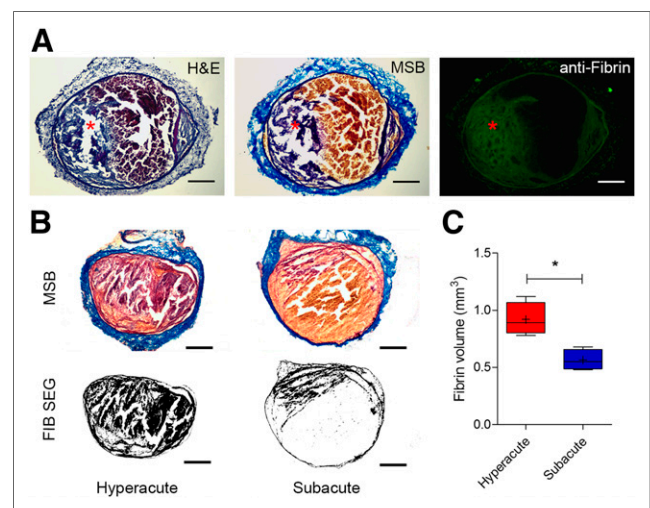 A
H&E
MSB
anti-Fibrin
*
*
*
B
MSB
FIB SEG
Hyperacute
Subacute
C
Fibrin volume (mm³)
1.5
1.0
0.5
0.0
*
+
+
Hyperacute
Subacute